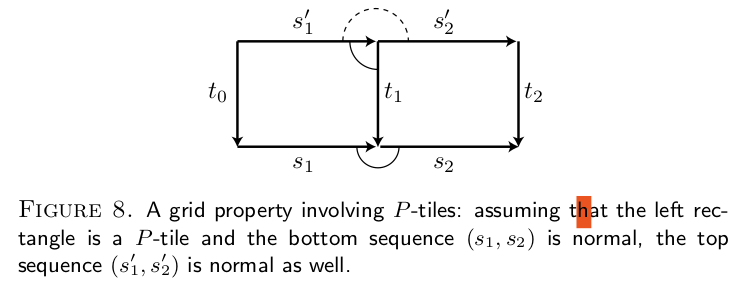 s′₁ s′₂
t₀ t₁ t₂
s₁ s₂
FIGURE 8. A grid property involving P-tiles: assuming that the left rec-
tangle is a P-tile and the bottom sequence (s₁, s₂) is normal, the top
sequence (s′₁, s′₂) is normal as well.